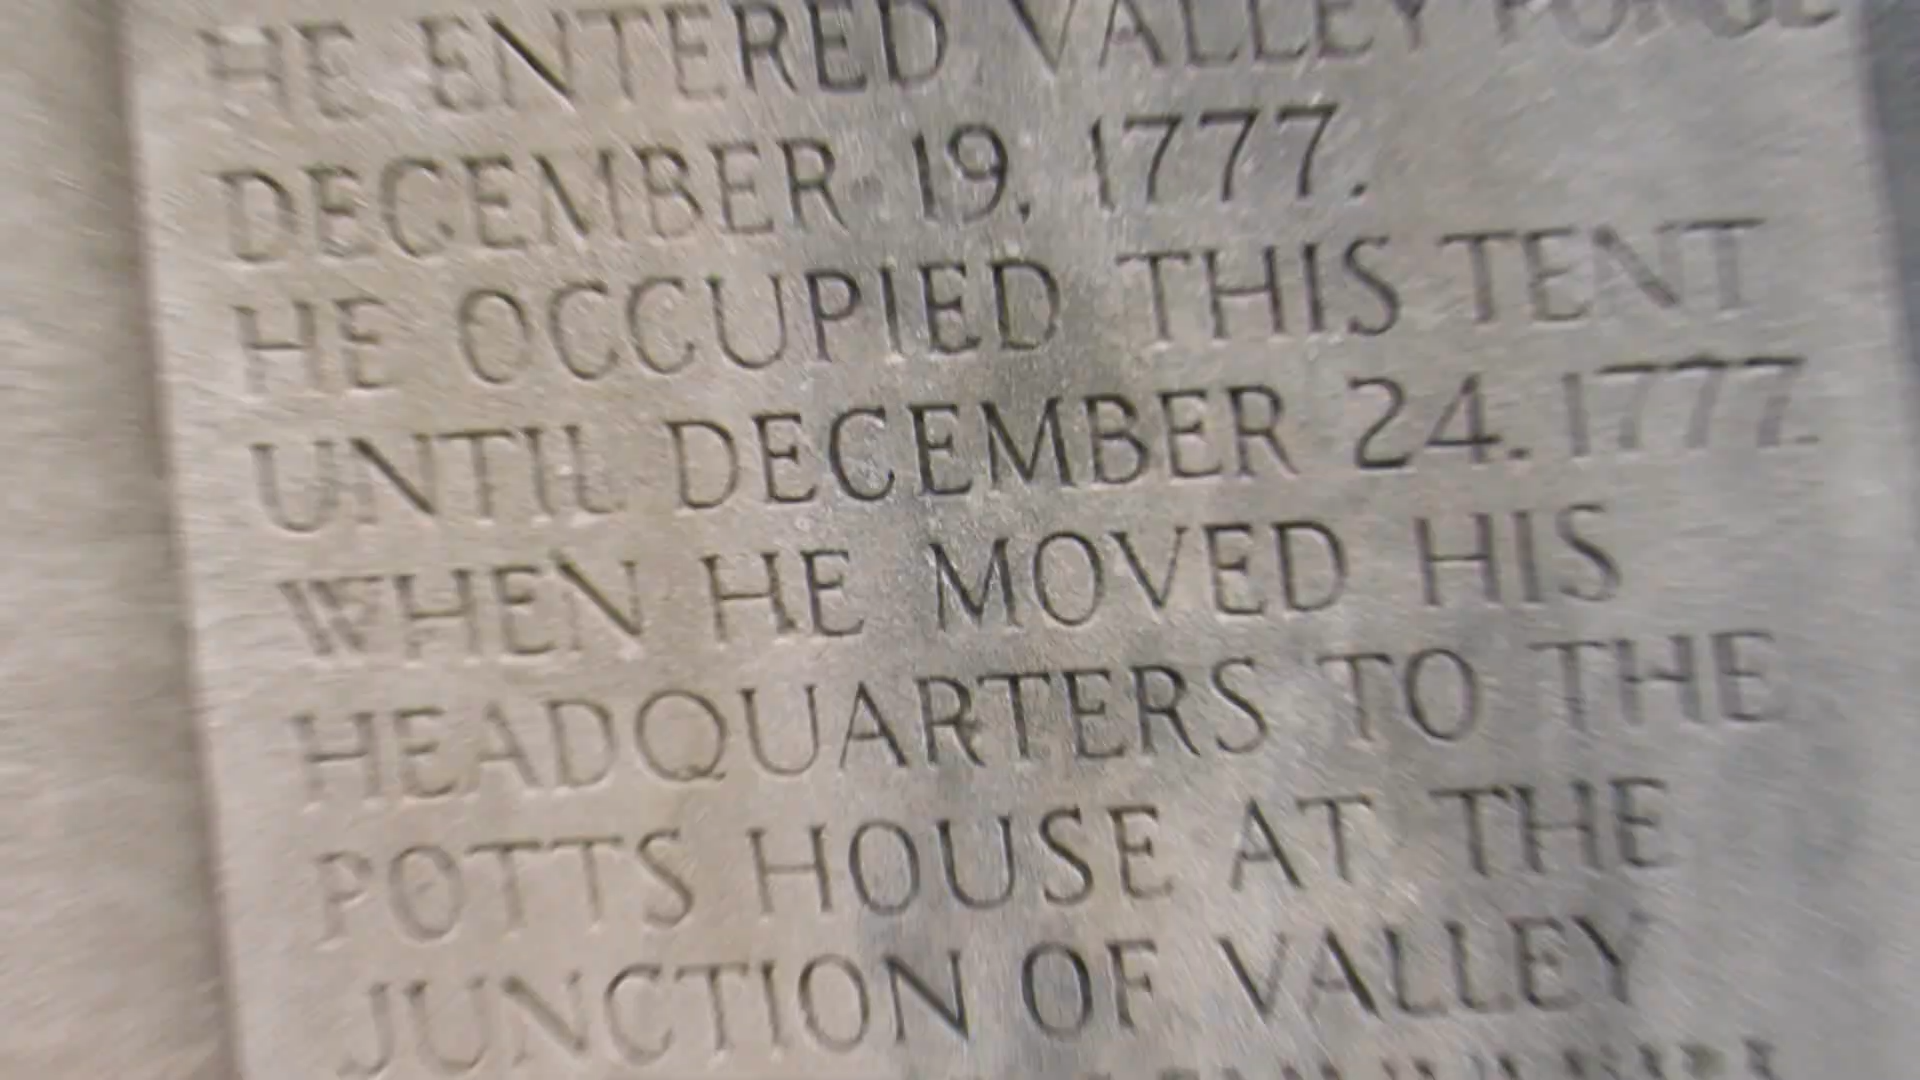 HE ENTERED VALLEY FORGE
DECEMBER 19, 1777.
HE OCCUPIED THIS TENT
UNTIL DECEMBER 24, 1777.
WHEN HE MOVED HIS
HEADQUARTERS TO THE
POTTS HOUSE AT THE
JUNCTION OF VALLEY